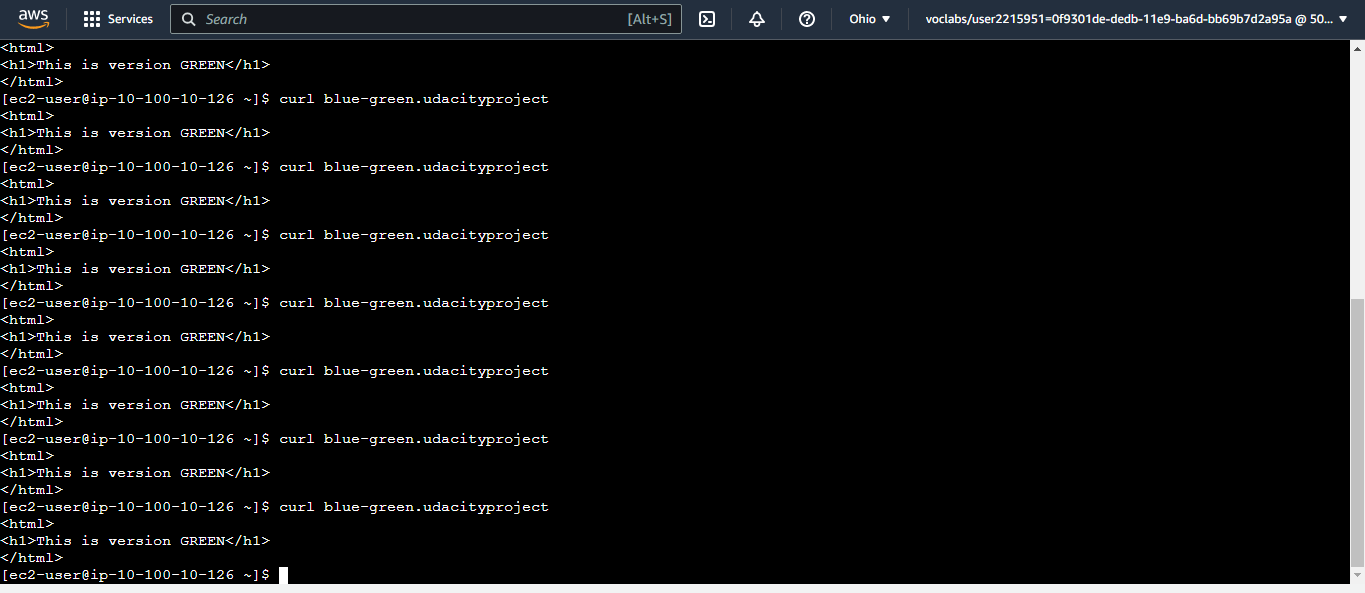 aws Services Search [Alt+S] Ohio ▼ voclabs/user2215951=0f9301de-dedb-11e9-ba6d-bb69b7d2a95a @ 50... ▼
<html>
<h1>This is version GREEN</h1>
</html>
[ec2-user@ip-10-100-10-126 ~]$ curl blue-green.udacityproject
<html>
<h1>This is version GREEN</h1>
</html>
[ec2-user@ip-10-100-10-126 ~]$ curl blue-green.udacityproject
<html>
<h1>This is version GREEN</h1>
</html>
[ec2-user@ip-10-100-10-126 ~]$ curl blue-green.udacityproject
<html>
<h1>This is version GREEN</h1>
</html>
[ec2-user@ip-10-100-10-126 ~]$ curl blue-green.udacityproject
<html>
<h1>This is version GREEN</h1>
</html>
[ec2-user@ip-10-100-10-126 ~]$ curl blue-green.udacityproject
<html>
<h1>This is version GREEN</h1>
</html>
[ec2-user@ip-10-100-10-126 ~]$ curl blue-green.udacityproject
<html>
<h1>This is version GREEN</h1>
</html>
[ec2-user@ip-10-100-10-126 ~]$ curl blue-green.udacityproject
<html>
<h1>This is version GREEN</h1>
</html>
[ec2-user@ip-10-100-10-126 ~]$